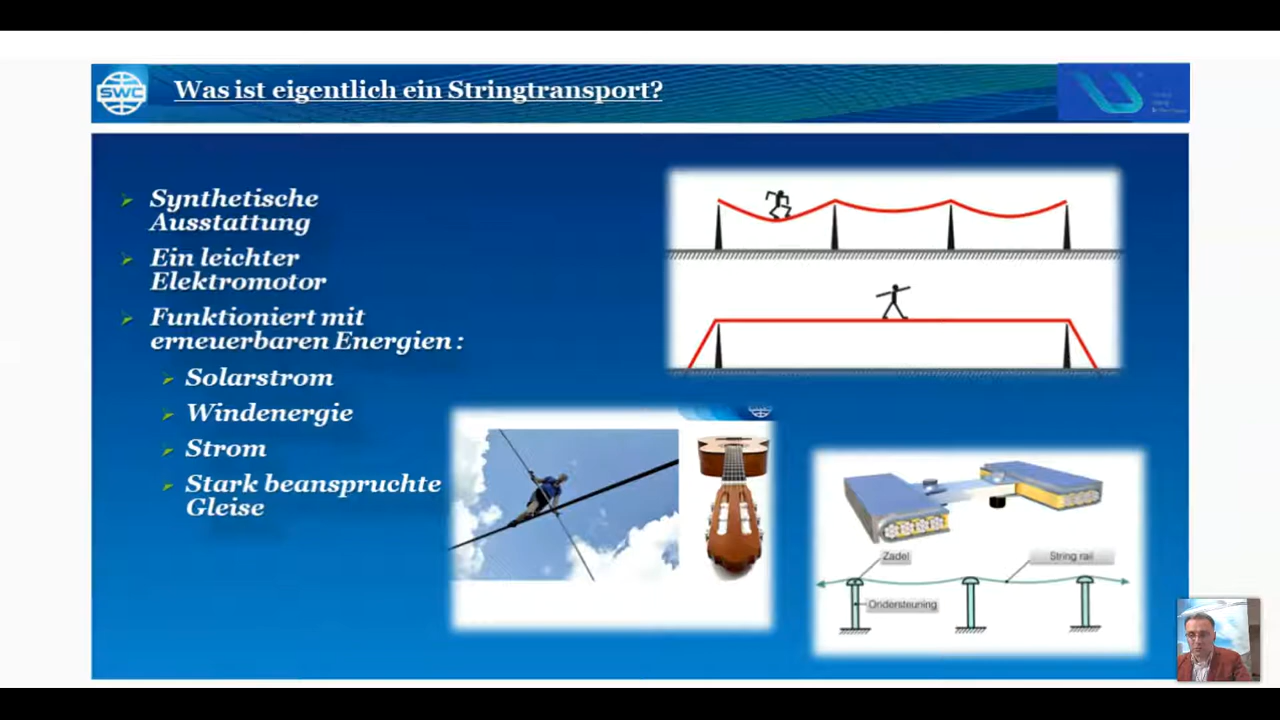 SWC
Was ist eigentlich ein Stringtransport?
Synthetische
Ausstattung
Ein leichter
Elektromotor
Funktioniert mit
erneuerbaren Energien :
Solarstrom
Windenergie
Strom
Stark beanspruchte
Gleise
Zadel
String rail
Ondersteuning